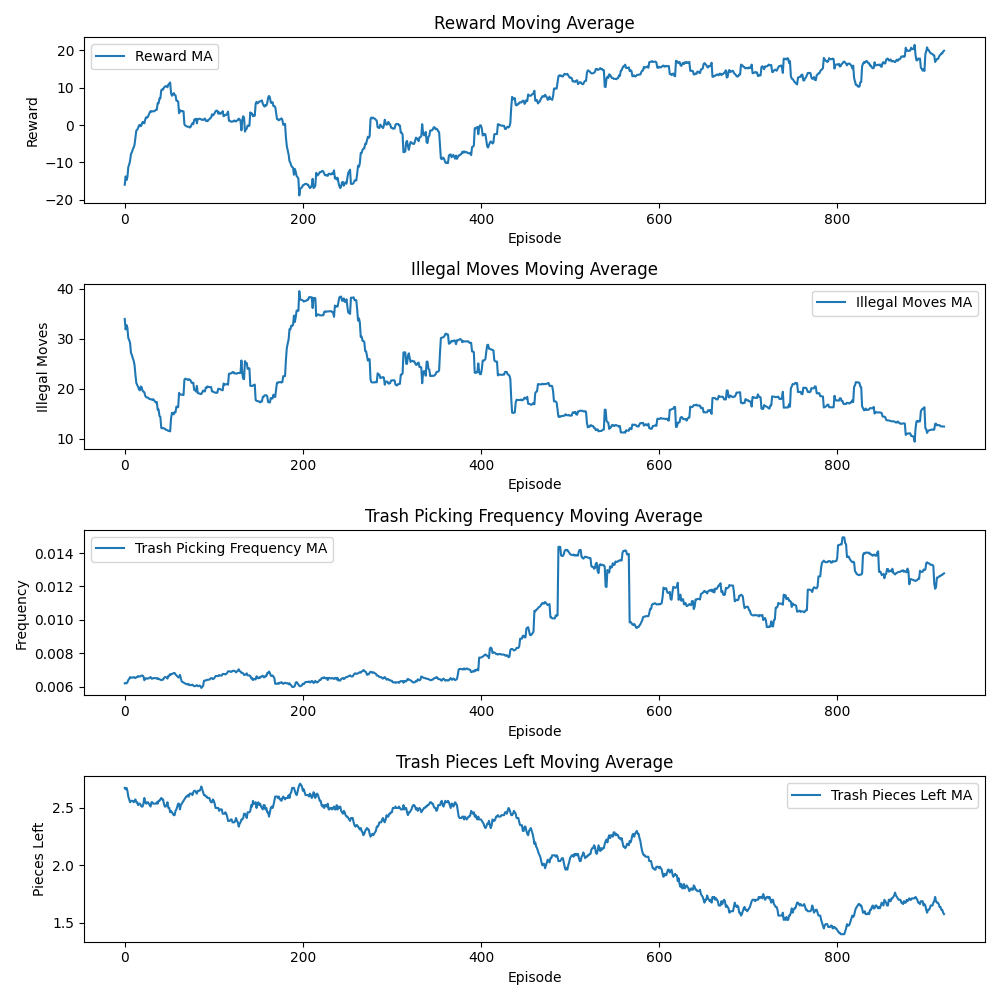 Reward Moving Average
Reward MA
Reward
20
10
0
−10
−20
0 200 400 600 800
Episode
Illegal Moves Moving Average
Illegal Moves MA
Illegal Moves
40
30
20
10
0 200 400 600 800
Episode
Trash Picking Frequency Moving Average
Trash Picking Frequency MA
Frequency
0.014
0.012
0.010
0.008
0.006
0 200 400 600 800
Episode
Trash Pieces Left Moving Average
Trash Pieces Left MA
Pieces Left
2.5
2.0
1.5
0 200 400 600 800
Episode